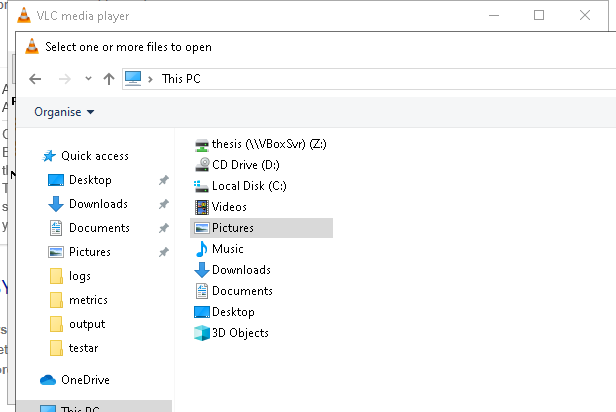 VLC media player
Select one or more files to open
This PC
Organise
Quick access
Desktop
Downloads
Documents
Pictures
logs
metrics
output
testar
OneDrive
This PC
thesis (\\VBoxSvr) (Z:)
CD Drive (D:)
Local Disk (C:)
Videos
Pictures
Music
Downloads
Documents
Desktop
3D Objects